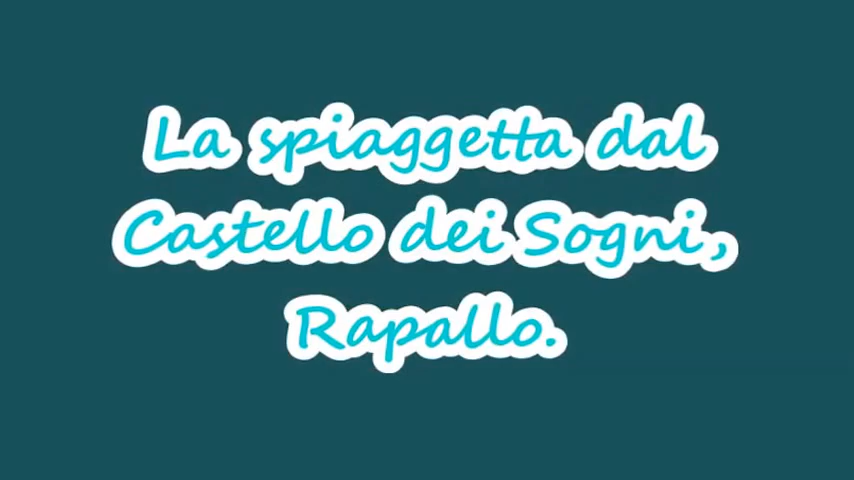 La spiaggetta dal
Castello dei Sogni,
Rapallo.